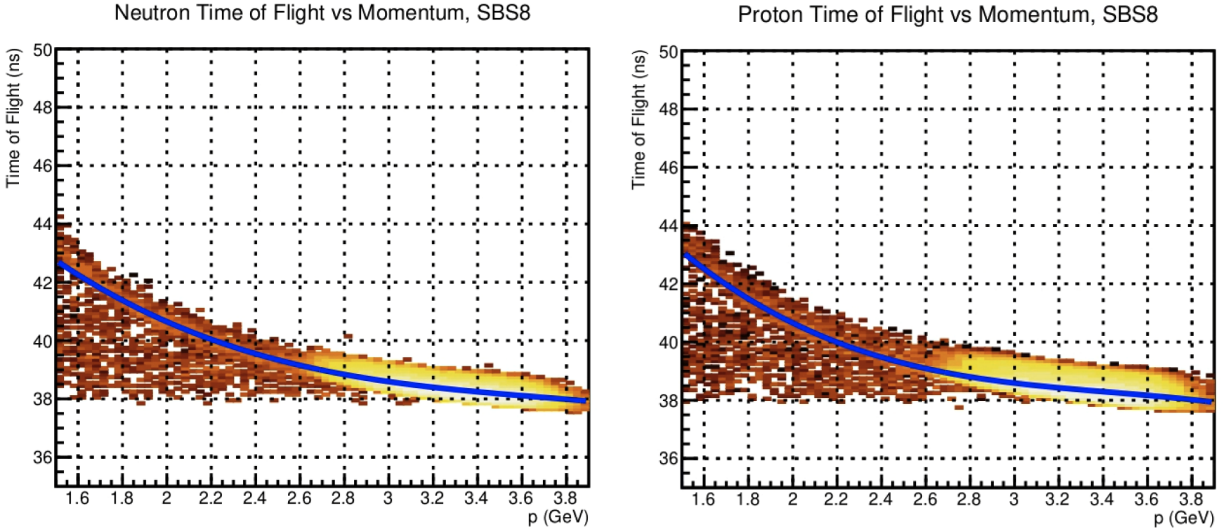 Neutron Time of Flight vs Momentum, SBS8
Time of Flight (ns)
50
48
46
44
42
40
38
36
1.6 1.8 2 2.2 2.4 2.6 2.8 3 3.2 3.4 3.6 3.8
p (GeV)
Proton Time of Flight vs Momentum, SBS8
Time of Flight (ns)
50
48
46
44
42
40
38
36
1.6 1.8 2 2.2 2.4 2.6 2.8 3 3.2 3.4 3.6 3.8
p (GeV)